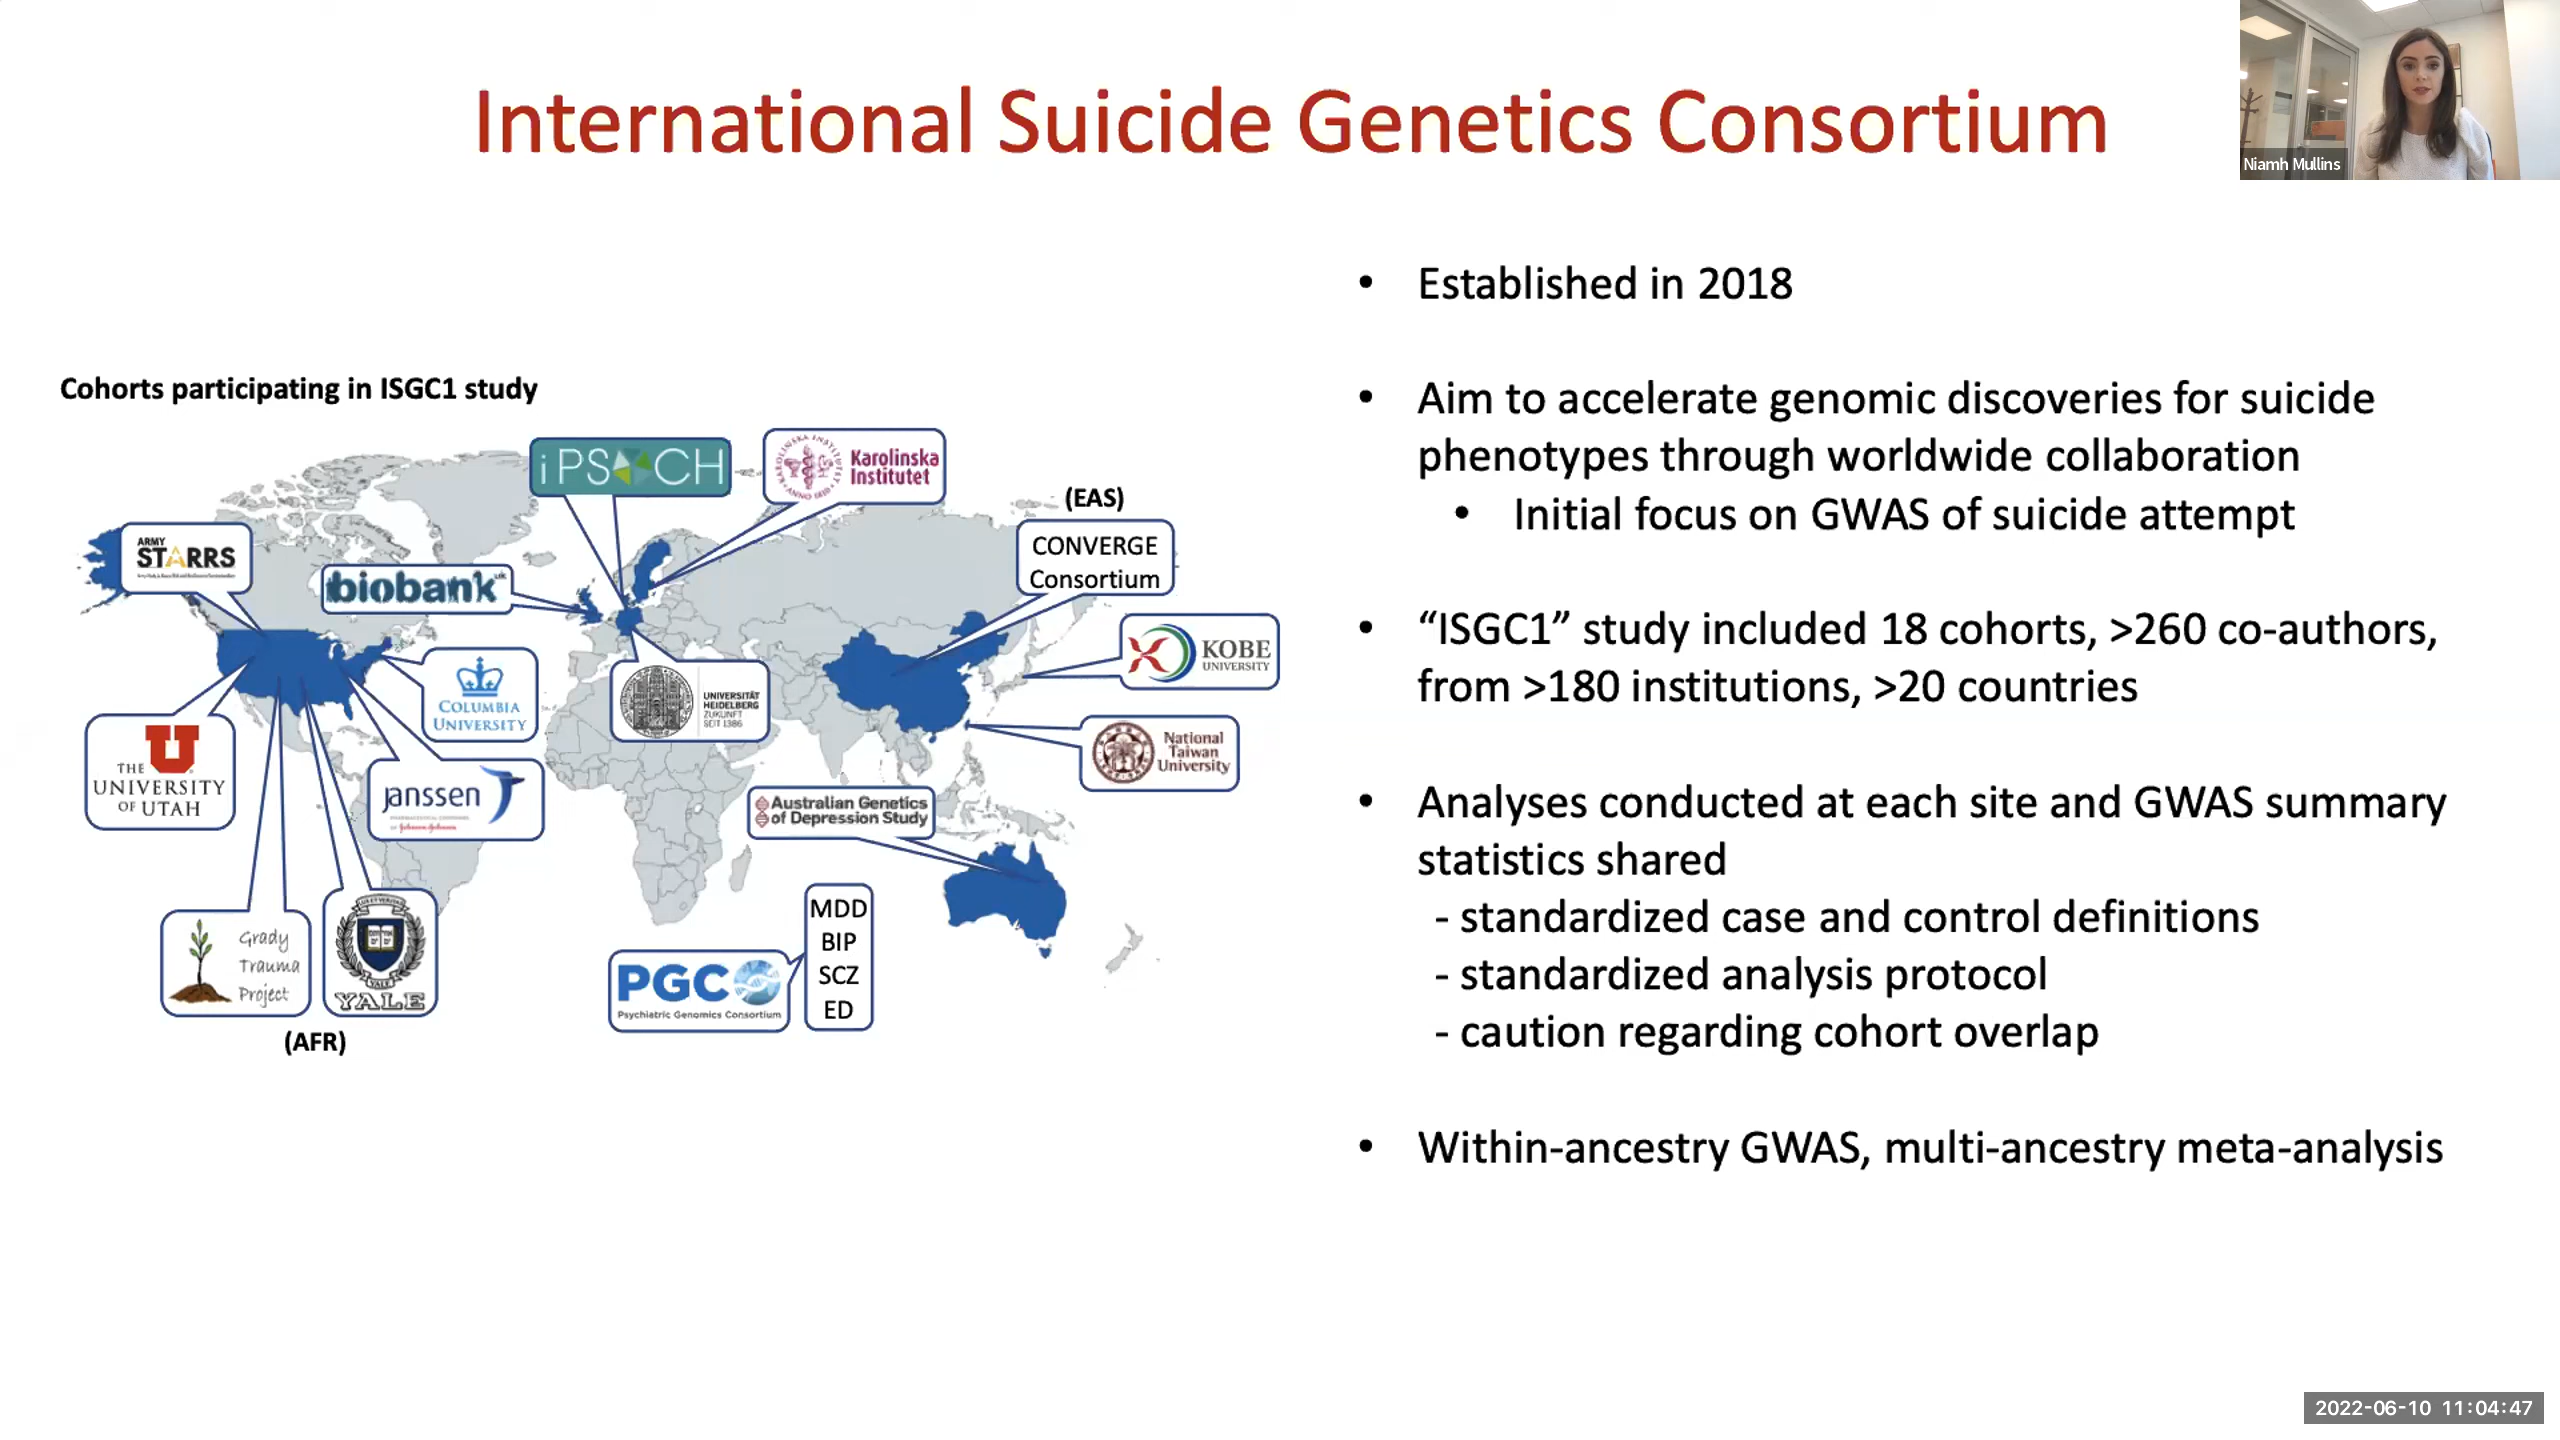 International Suicide Genetics Consortium
Niamh Mullins
• Established in 2018
• Aim to accelerate genomic discoveries for suicide
phenotypes through worldwide collaboration
• Initial focus on GWAS of suicide attempt
• “ISGC1” study included 18 cohorts, >260 co-authors,
from >180 institutions, >20 countries
• Analyses conducted at each site and GWAS summary
statistics shared
- standardized case and control definitions
- standardized analysis protocol
- caution regarding cohort overlap
• Within-ancestry GWAS, multi-ancestry meta-analysis
Cohorts participating in ISGC1 study
iPSYCH
Karolinska
Institutet
(EAS)
CONVERGE
Consortium
ARMY
STARRS
biobank uk
KOBE
UNIVERSITY
COLUMBIA
UNIVERSITY
UNIVERSITÄT
HEIDELBERG
ZUKUNFT
SEIT 1386
National
Taiwan
University
THE
UNIVERSITY
OF UTAH
janssen
PHARMACEUTICAL COMPANIES
OF Johnson & Johnson
Australian Genetics
of Depression Study
Grady
Trauma
Project
YALE
(AFR)
PGC
Psychiatric Genomics Consortium
MDD
BIP
SCZ
ED
2022-06-10 11:04:47